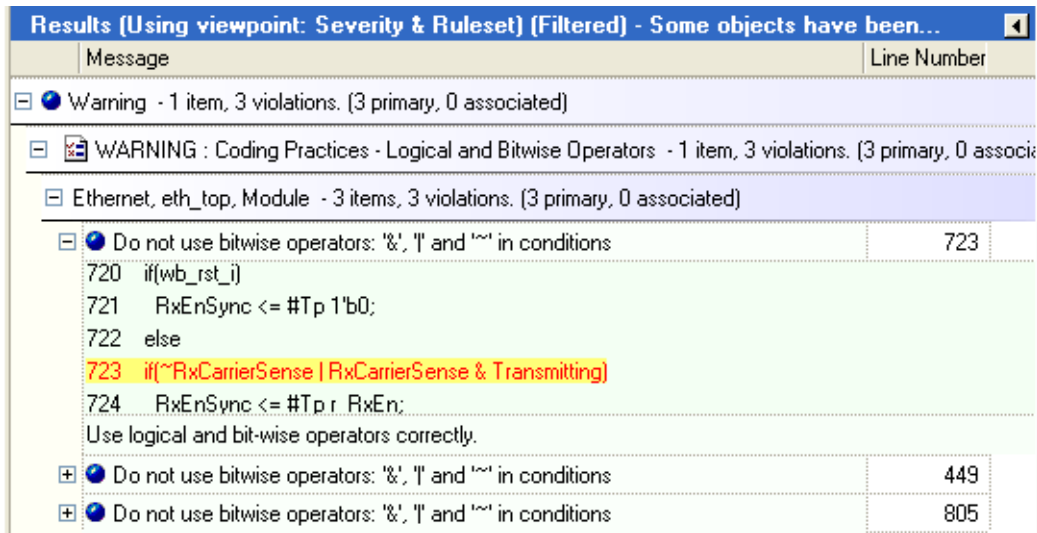 Results (Using viewpoint: Severity & Ruleset) (Filtered) - Some objects have been...
Message Line Number
Warning - 1 item, 3 violations. (3 primary, 0 associated)
WARNING : Coding Practices - Logical and Bitwise Operators - 1 item, 3 violations. (3 primary, 0 associa
Ethernet, eth_top, Module - 3 items, 3 violations. (3 primary, 0 associated)
Do not use bitwise operators: '&', '|' and '~' in conditions 723
720 if(wb_rst_i)
721 RxEnSync <= #Tp 1'b0;
722 else
723 if(~RxCarrierSense | RxCarrierSense & Transmitting)
724 RxEnSync <= #Tp r_RxEn;
Use logical and bit-wise operators correctly.
Do not use bitwise operators: '&', '|' and '~' in conditions 449
Do not use bitwise operators: '&', '|' and '~' in conditions 805